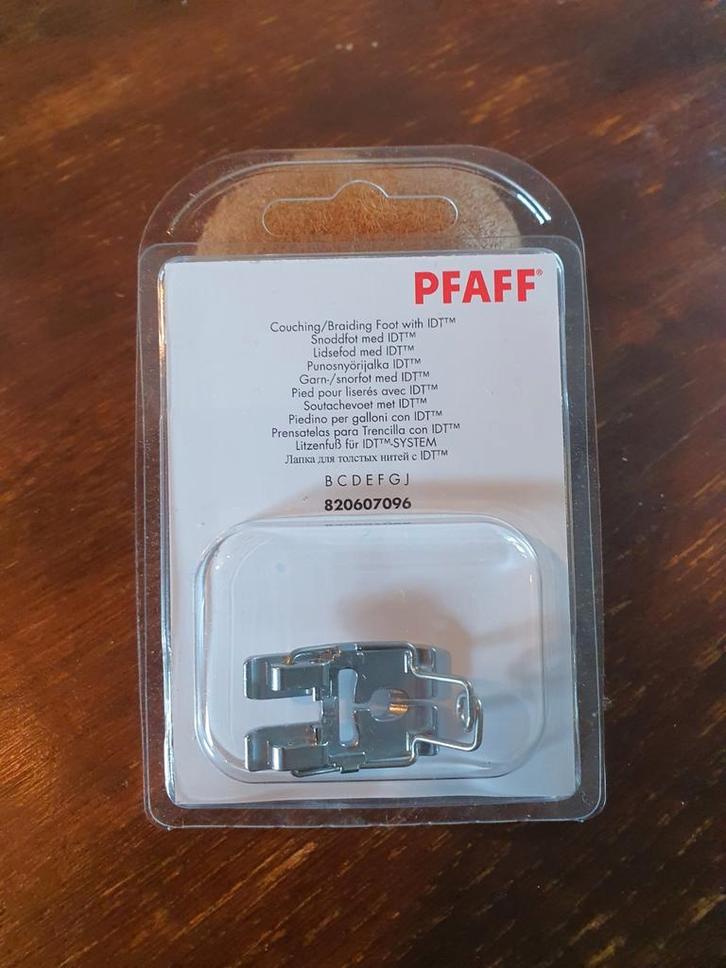 PFAFF®
Couching/Braiding Foot with IDT™
Snoddfot med IDT™
Lidsefod med IDT™
Punosnyörijalka IDT™
Garn-/snorfot med IDT™
Pied pour liserés avec IDT™
Soutachevoet met IDT™
Piedino per galloni con IDT™
Prensatelas para Trencilla con IDT™
Litzenfuß für IDT™-SYSTEM
Лапка для толстых нитей с IDT™
B C D E F G J
820607096